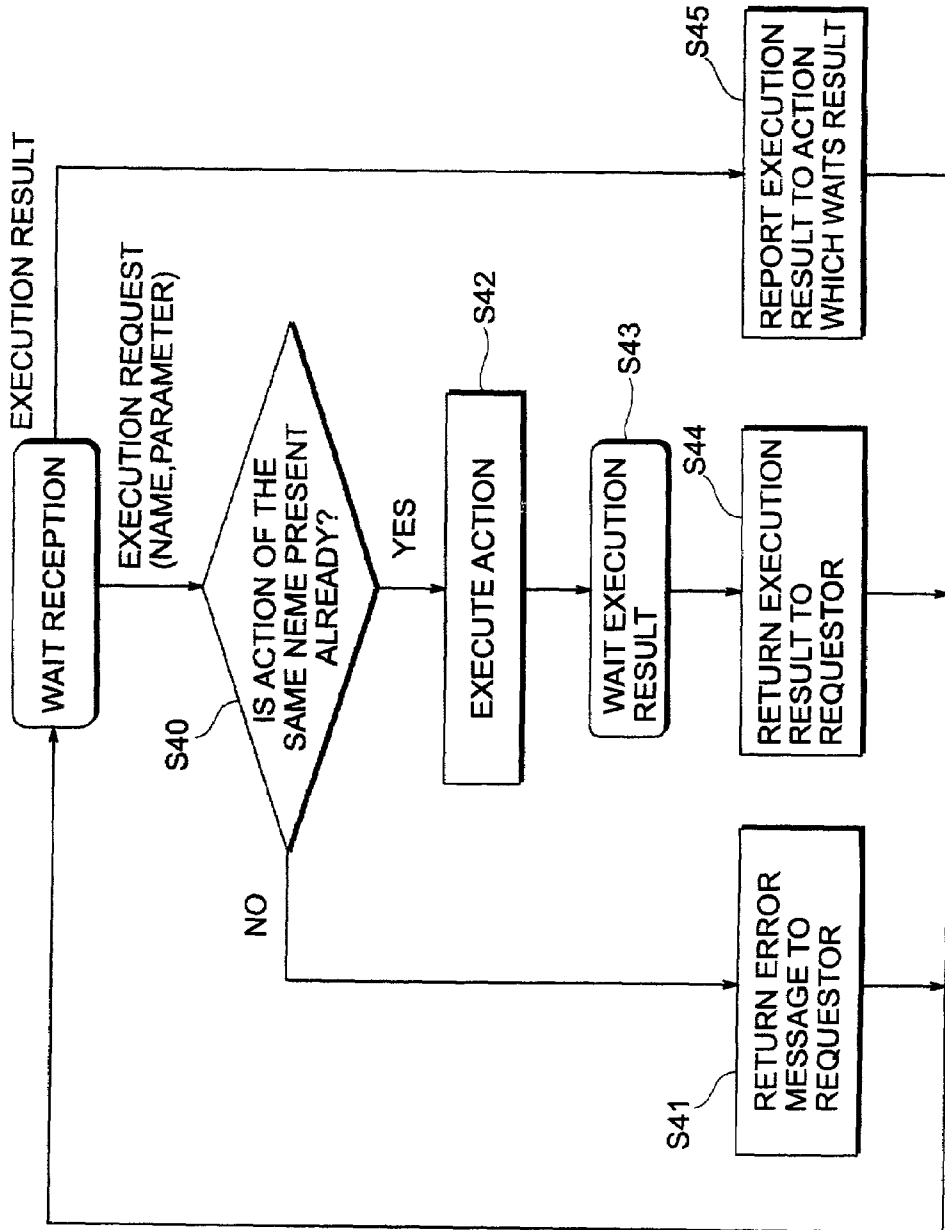 EXECUTION RESULT
WAIT RECEPTION
EXECUTION REQUEST
(NAME,PARAMETER)
S40
IS ACTION OF THE
SAME NEME PRESENT
ALREADY?
NO
YES
S42
EXECUTE ACTION
S43
WAIT EXECUTION
RESULT
S41
RETURN ERROR
MESSAGE TO
REQUESTOR
S44
RETURN EXECUTION
RESULT TO
REQUESTOR
S45
REPORT EXECUTION
RESULT TO ACTION
WHICH WAITS RESULT